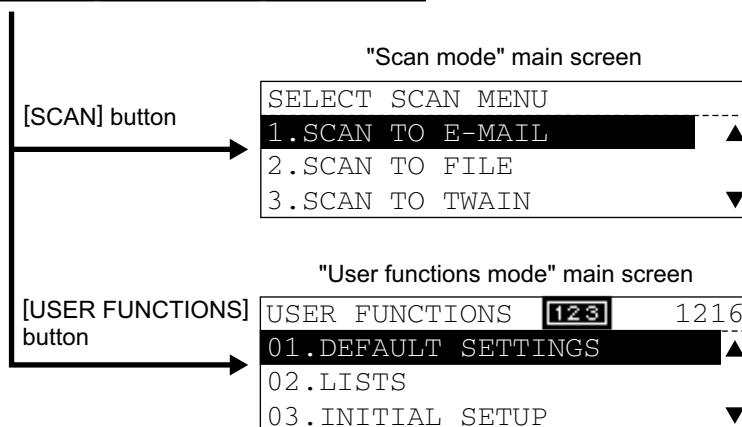 "Scan mode" main screen
[SCAN] button
SELECT SCAN MENU
1.SCAN TO E-MAIL
2.SCAN TO FILE
3.SCAN TO TWAIN
"User functions mode" main screen
[USER FUNCTIONS]
button
USER FUNCTIONS 123 1216
01.DEFAULT SETTINGS
02.LISTS
03.INITIAL SETUP